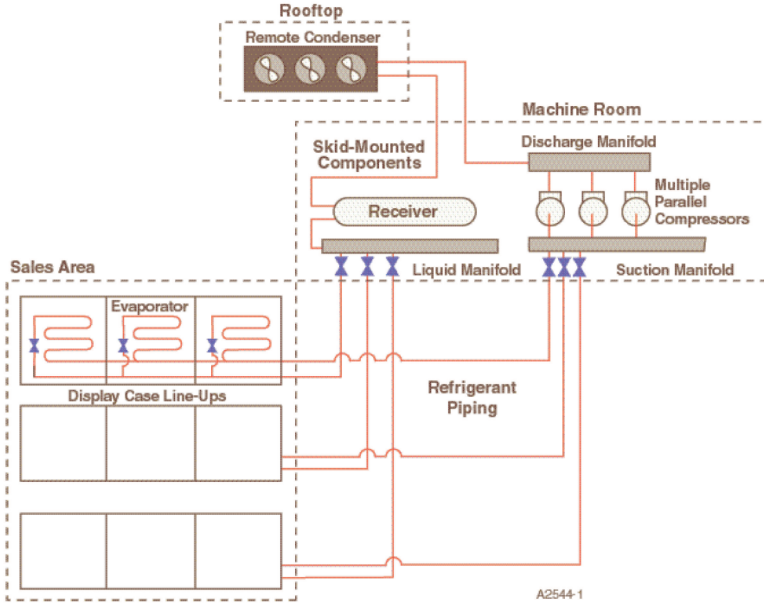 Rooftop
Remote Condenser
Machine Room
Skid-Mounted
Components
Discharge Manifold
Multiple
Parallel
Compressors
Receiver
Sales Area
Liquid Manifold
Suction Manifold
Evaporator
Display Case Line-Ups
Refrigerant
Piping
A2544-1